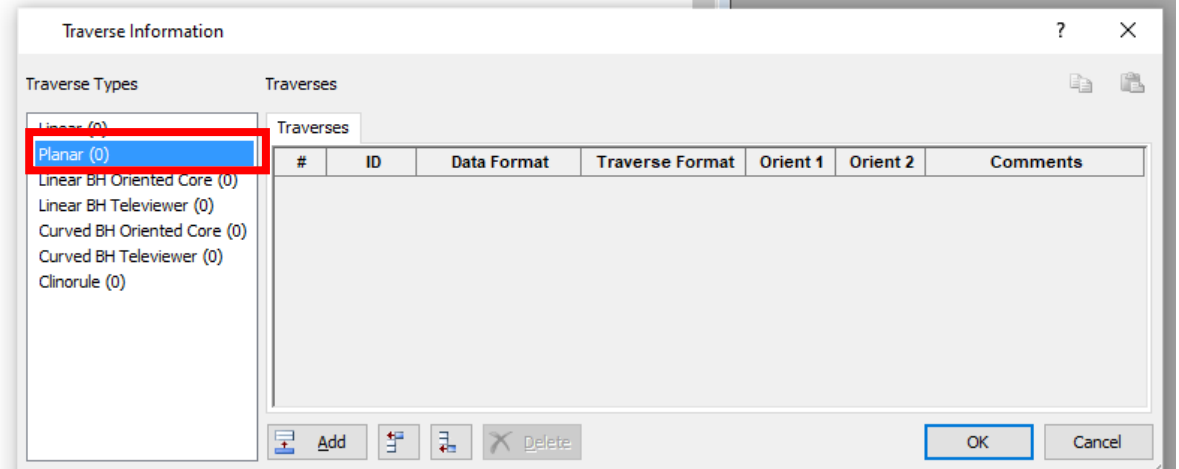 Traverse Information
?
Traverse Types
Traverses
Linear (0)
Planar (0)
Linear BH Oriented Core (0)
Linear BH Televiewer (0)
Curved BH Oriented Core (0)
Curved BH Televiewer (0)
Clinorule (0)
Traverses
# ID Data Format Traverse Format Orient 1 Orient 2 Comments
Add Delete OK Cancel